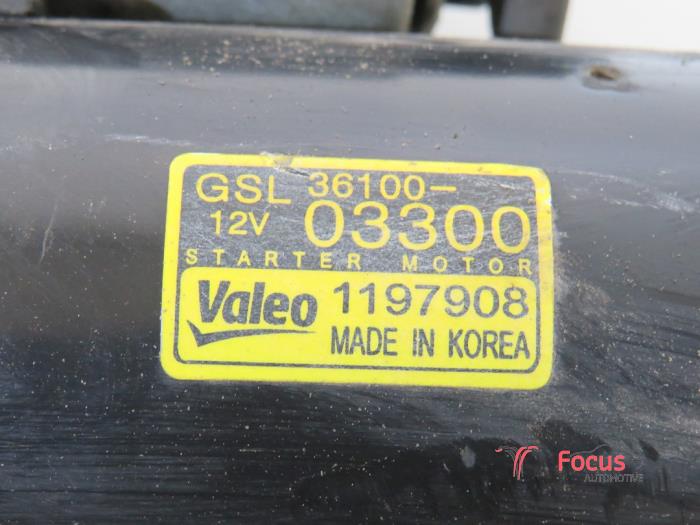 GSL 36100-
12V 03300
STARTER MOTOR
Valeo 1197908
MADE IN KOREA
Focus
AUTOMOTIVE